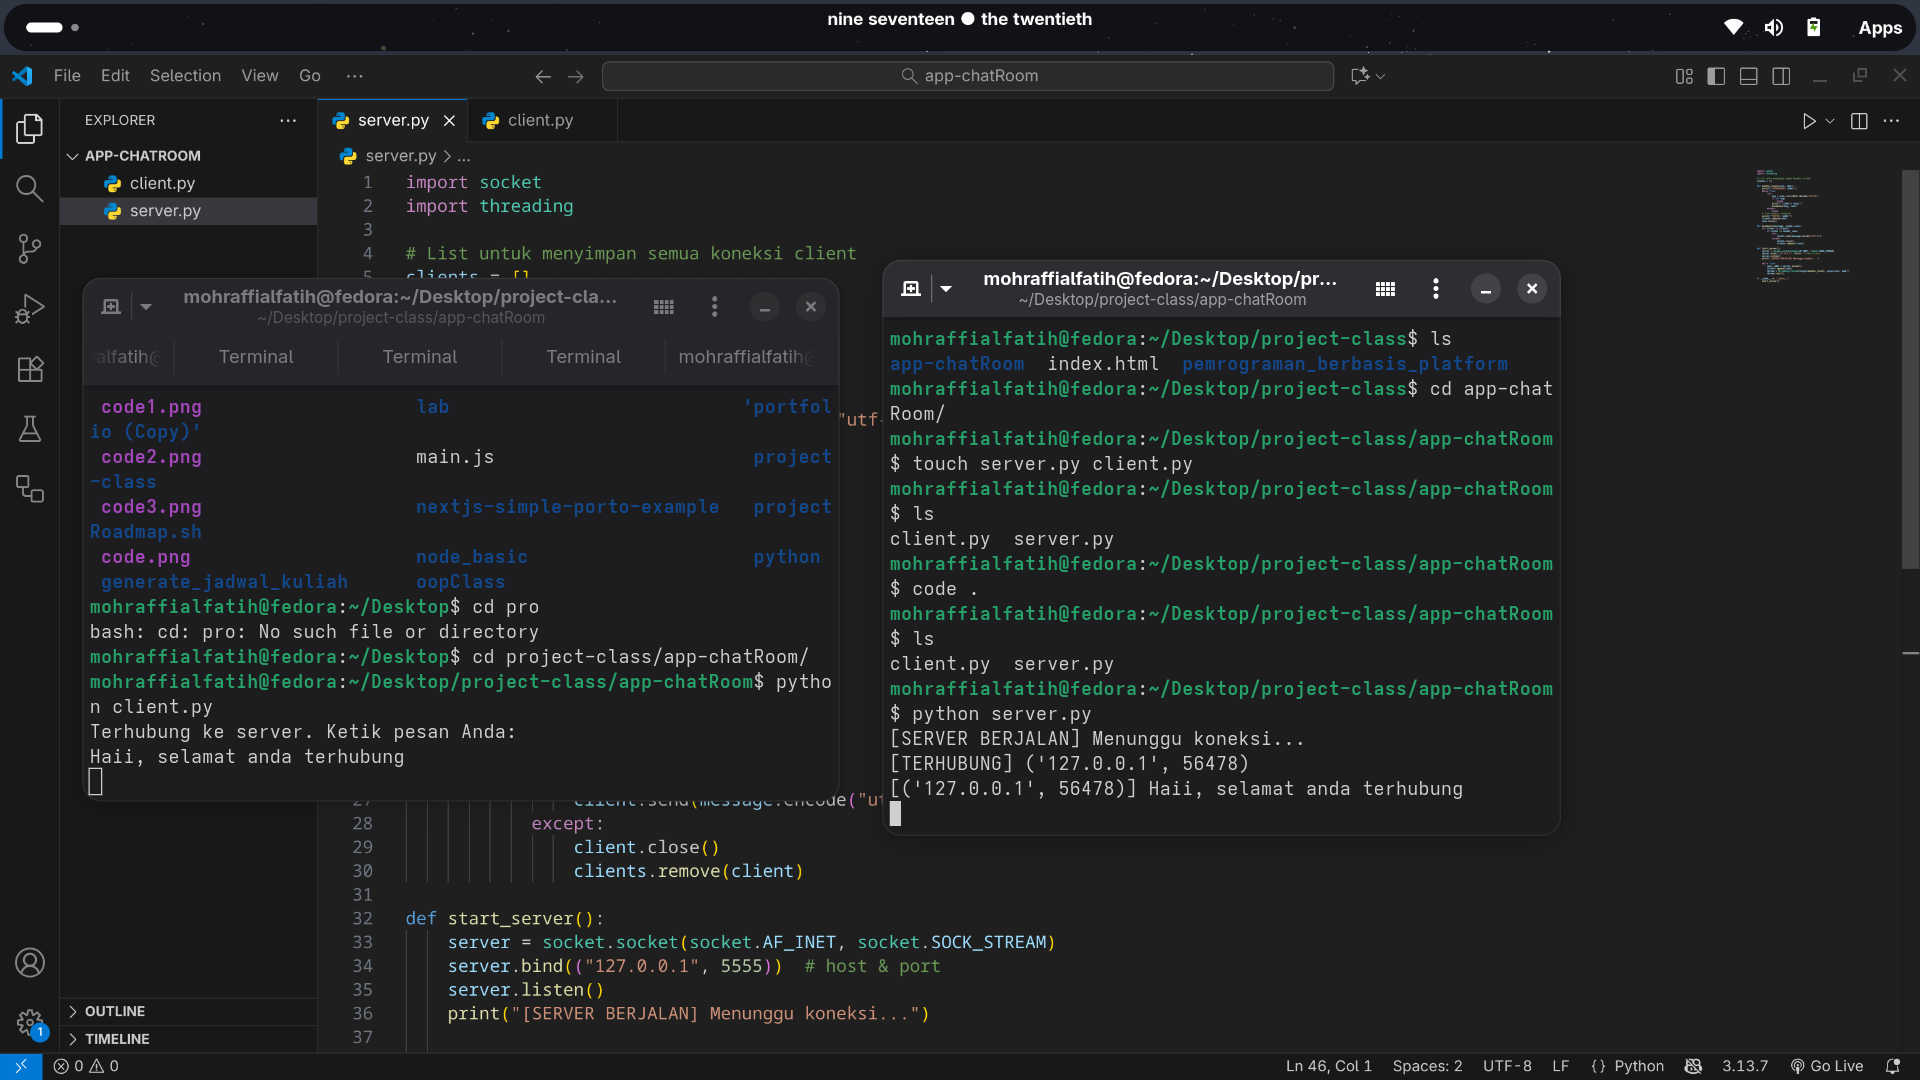 nine seventeen ● the twentieth
Apps
File Edit Selection View Go ···
app-chatRoom
EXPLORER
APP-CHATROOM
client.py
server.py
OUTLINE
TIMELINE
server.py
client.py
server.py > ...
1 import socket
2 import threading
3
4 # List untuk menyimpan semua koneksi client
5 clients = []
"utf-
mohraffialfatih@fedora:~/Desktop/project-cla...
~/Desktop/project-class/app-chatRoom
alfatih@ Terminal Terminal Terminal mohraffialfatih@
code1.png lab 'portfol
io (Copy)'
code2.png main.js project
-class
code3.png nextjs-simple-porto-example project
Roadmap.sh
code.png node_basic python
generate_jadwal_kuliah oopClass
mohraffialfatih@fedora:~/Desktop$ cd pro
bash: cd: pro: No such file or directory
mohraffialfatih@fedora:~/Desktop$ cd project-class/app-chatRoom/
mohraffialfatih@fedora:~/Desktop/project-class/app-chatRoom$ pytho
n client.py
Terhubung ke server. Ketik pesan Anda:
Haii, selamat anda terhubung
mohraffialfatih@fedora:~/Desktop/pr...
~/Desktop/project-class/app-chatRoom
mohraffialfatih@fedora:~/Desktop/project-class$ ls
app-chatRoom index.html pemrograman_berbasis_platform
mohraffialfatih@fedora:~/Desktop/project-class$ cd app-chat
Room/
mohraffialfatih@fedora:~/Desktop/project-class/app-chatRoom
$ touch server.py client.py
mohraffialfatih@fedora:~/Desktop/project-class/app-chatRoom
$ ls
client.py server.py
mohraffialfatih@fedora:~/Desktop/project-class/app-chatRoom
$ code .
mohraffialfatih@fedora:~/Desktop/project-class/app-chatRoom
$ ls
client.py server.py
mohraffialfatih@fedora:~/Desktop/project-class/app-chatRoom
$ python server.py
[SERVER BERJALAN] Menunggu koneksi...
[TERHUBUNG] ('127.0.0.1', 56478)
[('127.0.0.1', 56478)] Haii, selamat anda terhubung
27 client.send(message.encode("ut
28 except:
29 client.close()
30 clients.remove(client)
31
32 def start_server():
33 server = socket.socket(socket.AF_INET, socket.SOCK_STREAM)
34 server.bind(("127.0.0.1", 5555)) # host & port
35 server.listen()
36 print("[SERVER BERJALAN] Menunggu koneksi...")
37
1
0 0
Ln 46, Col 1 Spaces: 2 UTF-8 LF {} Python 3.13.7 Go Live